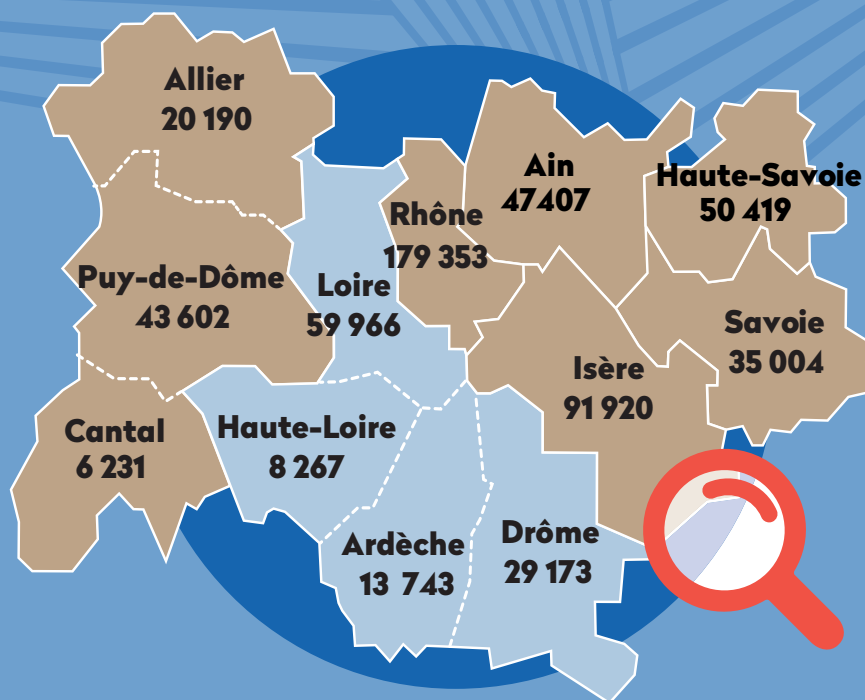 Allier
20 190
Ain
47407
Haute-Savoie
50 419
Rhône
179 353
Puy-de-Dôme
43 602
Loire
59 966
Savoie
35 004
Isère
91 920
Cantal
6 231
Haute-Loire
8 267
Ardèche
13 743
Drôme
29 173